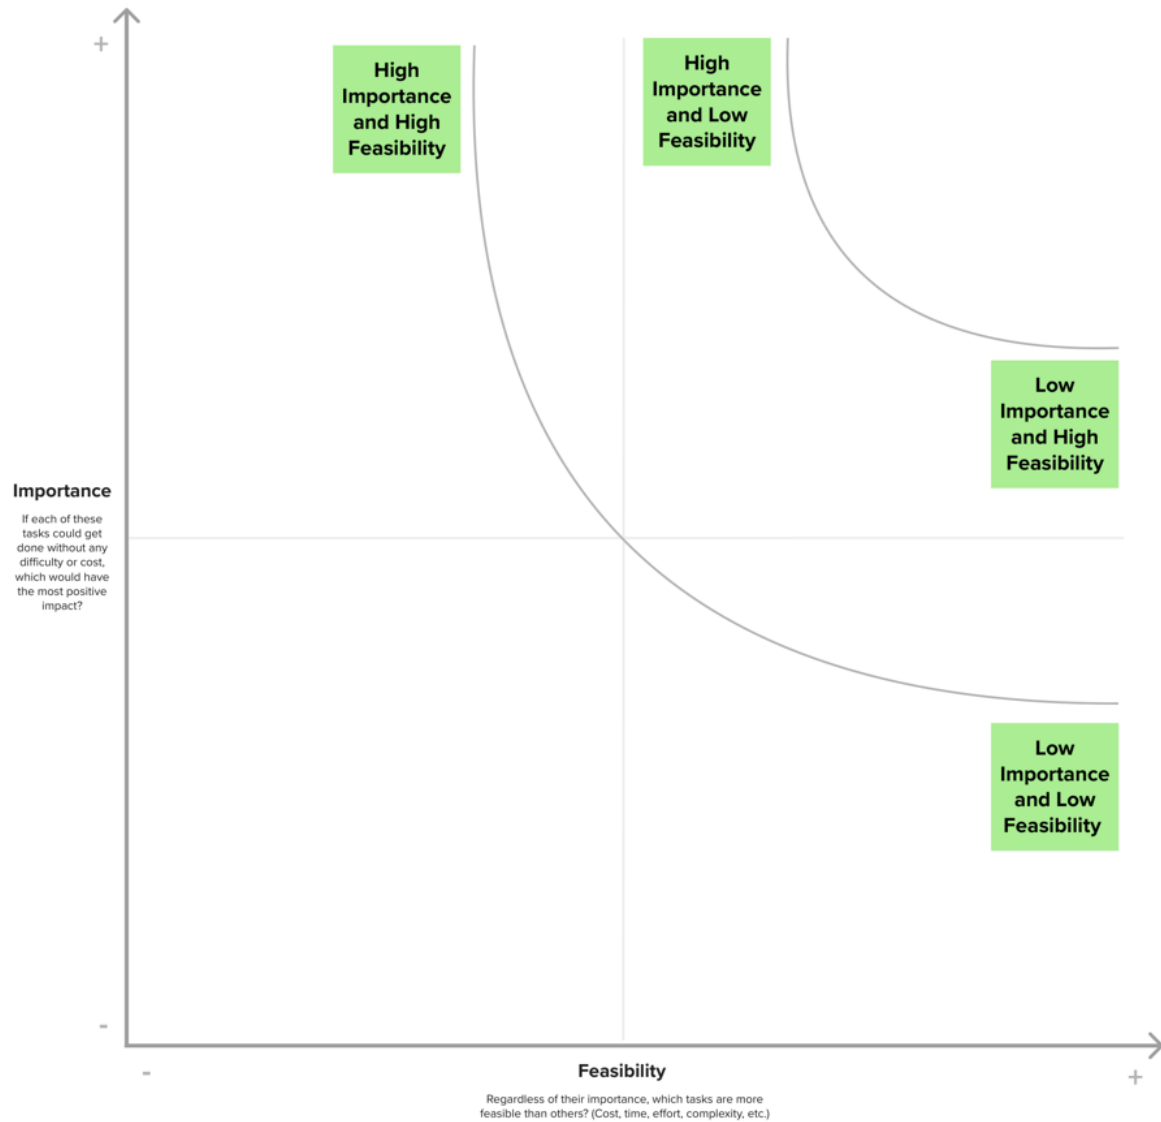 +
High
Importance
and High
Feasibility
High
Importance
and Low
Feasibility
Low
Importance
and High
Feasibility
Importance
If each of these
tasks could get
done without any
difficulty or cost,
which would have
the most positive
impact?
Low
Importance
and Low
Feasibility
-
-
Feasibility
+
Regardless of their importance, which tasks are more
feasible than others? (Cost, time, effort, complexity, etc.)